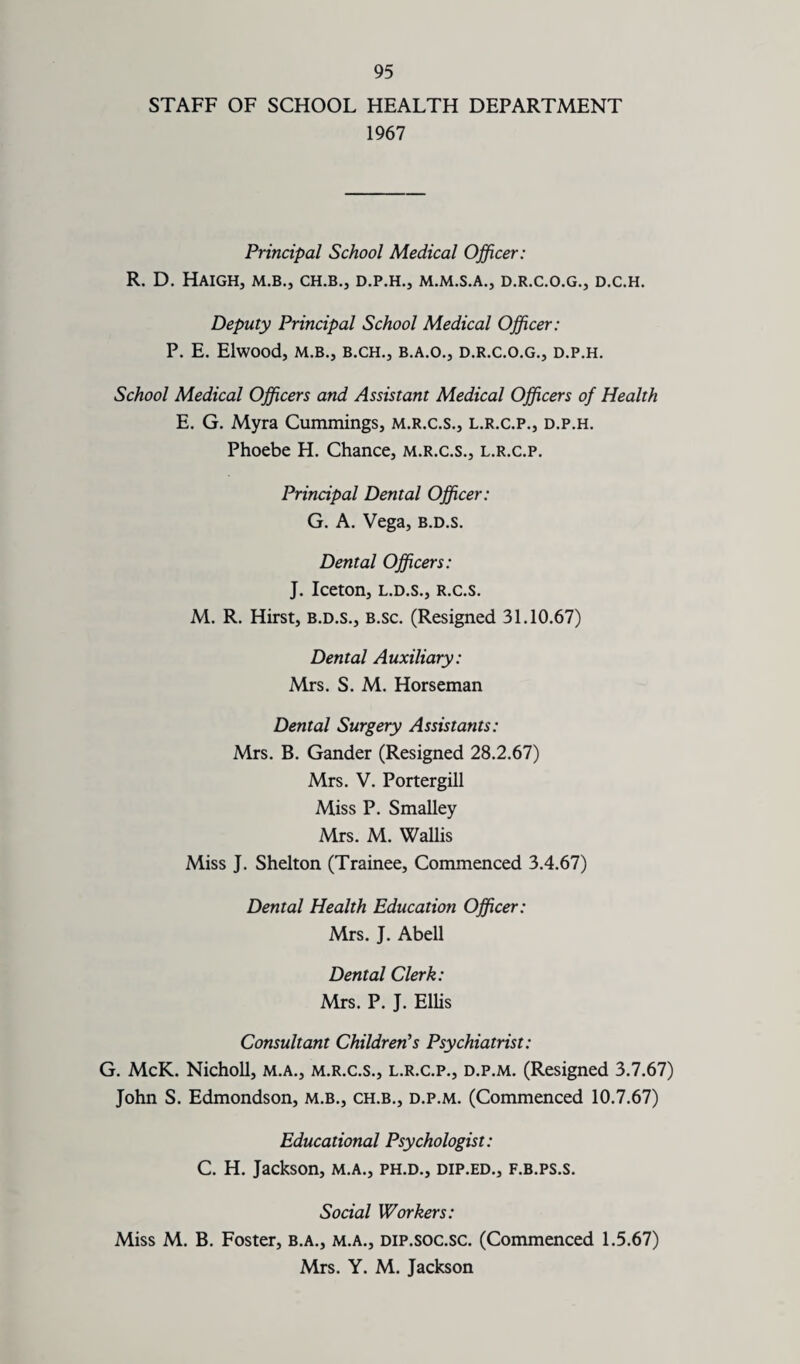 95
STAFF OF SCHOOL HEALTH DEPARTMENT
1967
Principal School Medical Officer:
R. D. HAIGH, M.B., CH.B., D.P.H., M.M.S.A., D.R.C.O.G., D.C.H.
Deputy Principal School Medical Officer:
P. E. Elwood, M.B., B.CH., B.A.O., D.R.C.O.G., D.P.H.
School Medical Officers and Assistant Medical Officers of Health
E. G. Myra Cummings, M.R.C.S., L.R.C.P., D.P.H.
Phoebe H. Chance, M.R.C.S., L.R.C.P.
Principal Dental Officer:
G. A. Vega, B.D.S.
Dental Officers:
J. Iceton, L.D.S., R.C.S.
M. R. Hirst, B.D.S., B.SC. (Resigned 31.10.67)
Dental Auxiliary:
Mrs. S. M. Horseman
Dental Surgery Assistants:
Mrs. B. Gander (Resigned 28.2.67)
Mrs. V. Portergill
Miss P. Smalley
Mrs. M. Wallis
Miss J. Shelton (Trainee, Commenced 3.4.67)
Dental Health Education Officer:
Mrs. J. Abell
Dental Clerk:
Mrs. P. J. Ellis
Consultant Children's Psychiatrist:
G. McK. Nicholl, M.A., M.R.C.S., L.R.C.P., D.P.M. (Resigned 3.7.67)
John S. Edmondson, M.B., CH.B., D.P.M. (Commenced 10.7.67)
Educational Psychologist:
C. H. Jackson, M.A., PH.D., DIP.ED., F.B.PS.S.
Social Workers:
Miss M. B. Foster, B.A., M.A., DIP.SOC.SC. (Commenced 1.5.67)
Mrs. Y. M. Jackson